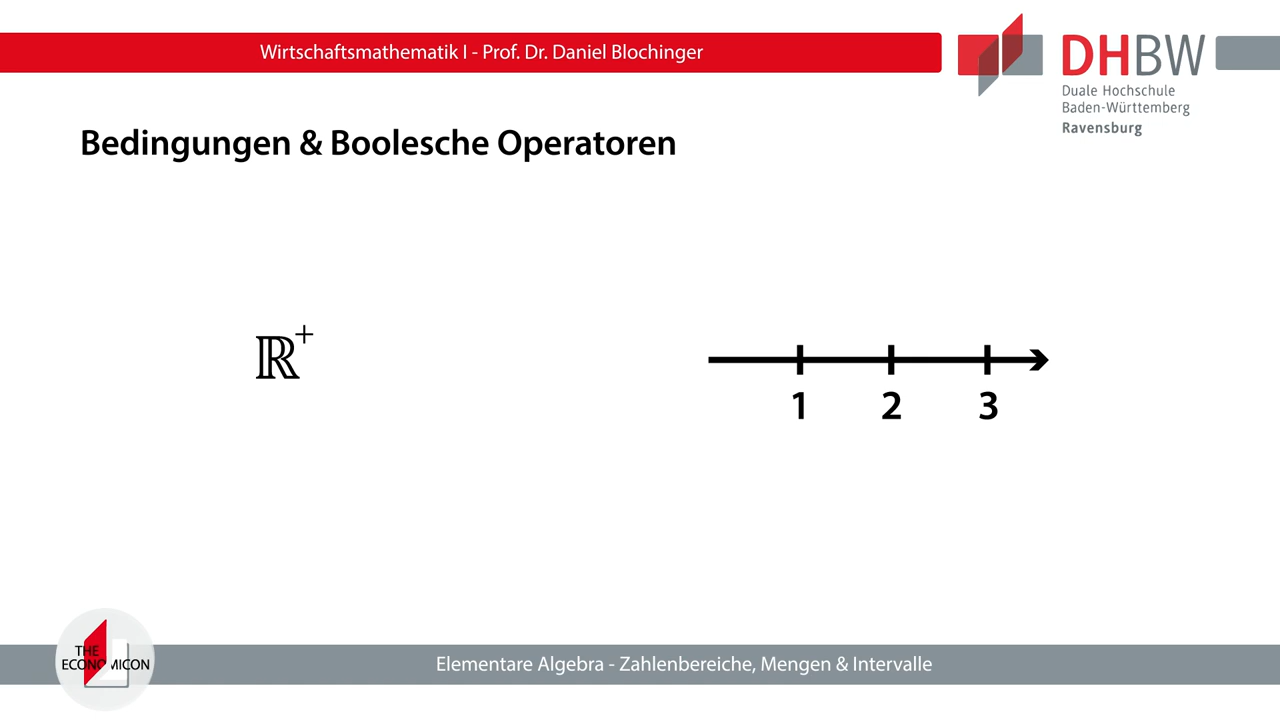 Wirtschaftsmathematik I - Prof. Dr. Daniel Blochinger
DHBW
Duale Hochschule
Baden-Württemberg
Ravensburg
Bedingungen & Boolesche Operatoren
ℝ⁺
1 2 3
THE
ECONOMICON
Elementare Algebra - Zahlenbereiche, Mengen & Intervalle